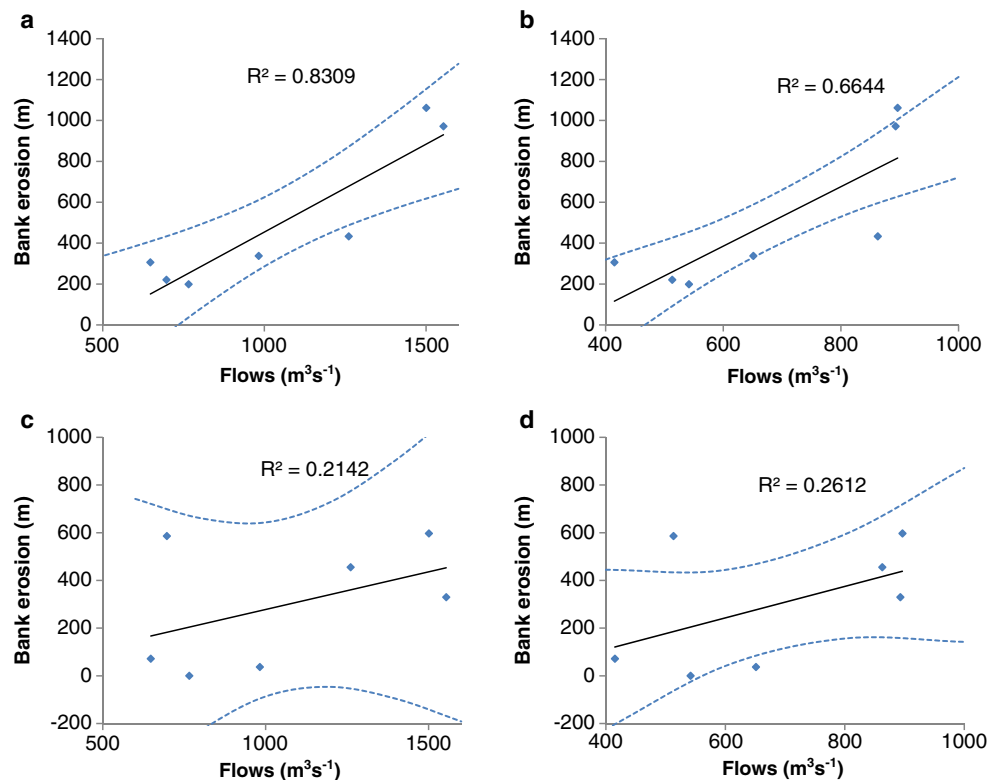 a
1400
1200
1000
800
600
400
200
0
Bank erosion (m)
R² = 0.8309
500 1000 1500
Flows (m³s⁻¹)
b
1400
1200
1000
800
600
400
200
0
Bank erosion (m)
R² = 0.6644
400 600 800 1000
Flows (m³s⁻¹)
c
1000
800
600
400
200
0
-200
Bank erosion (m)
R² = 0.2142
500 1000 1500
Flows (m³s⁻¹)
d
1000
800
600
400
200
0
-200
Bank erosion (m)
R² = 0.2612
400 600 800 1000
Flows (m³s⁻¹)